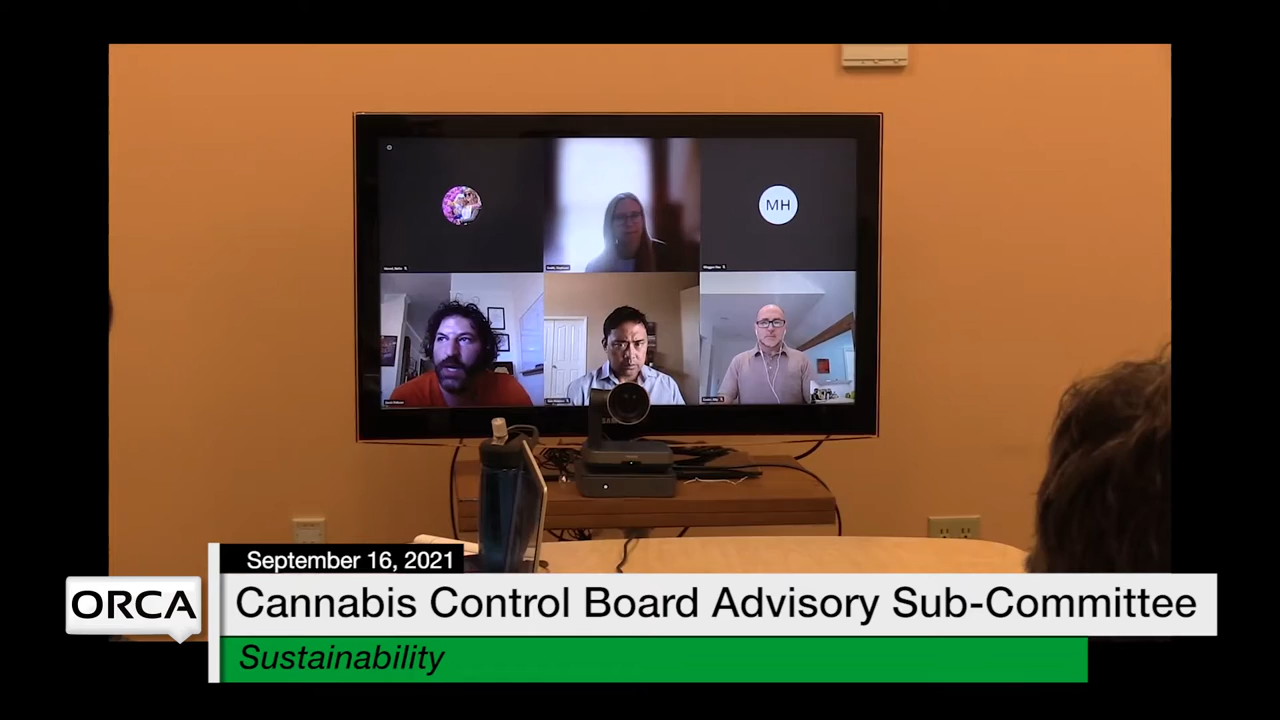 MH
September 16, 2021
ORCA
Cannabis Control Board Advisory Sub-Committee
Sustainability